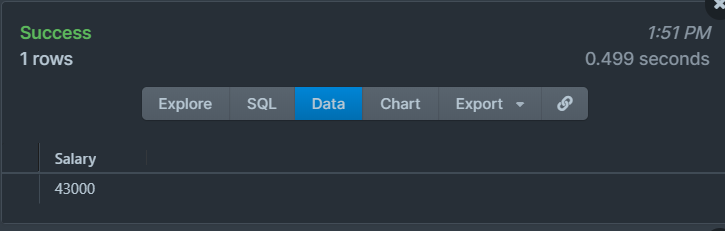 Success
1:51 PM
1 rows
0.499 seconds
Explore
SQL
Data
Chart
Export
Salary
43000